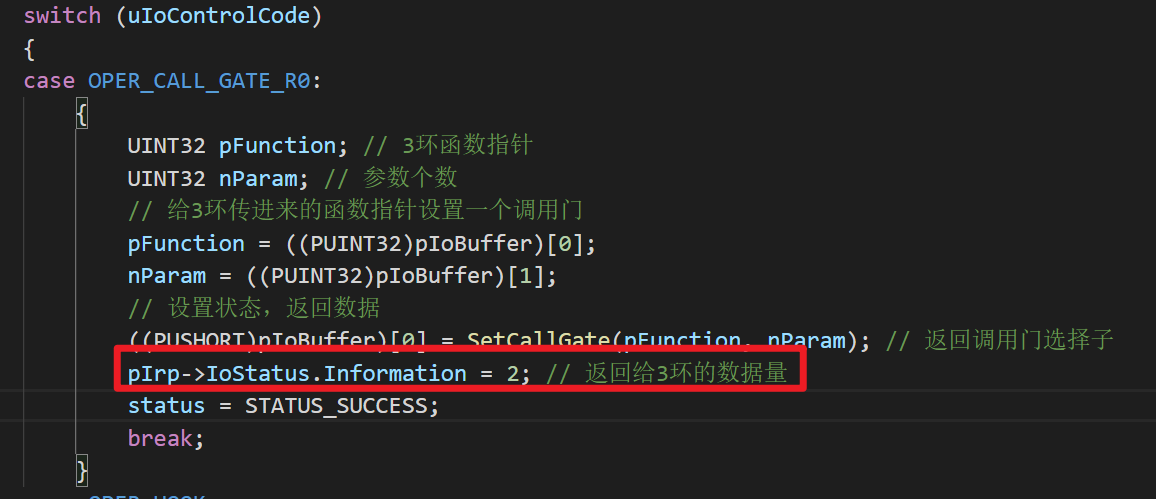 switch (uIoControlCode)
{
case OPER_CALL_GATE_R0:
{
UINT32 pFunction; // 3环函数指针
UINT32 nParam; // 参数个数
// 给3环传进来的函数指针设置一个调用门
pFunction = ((PUINT32)pIoBuffer)[0];
nParam = ((PUINT32)pIoBuffer)[1];
// 设置状态，返回数据
((PUSHORT)pIoBuffer)[0] = SetCallGate(pFunction, nParam); // 返回调用门选择子
pIrp->IoStatus.Information = 2; // 返回给3环的数据量
status = STATUS_SUCCESS;
break;
}